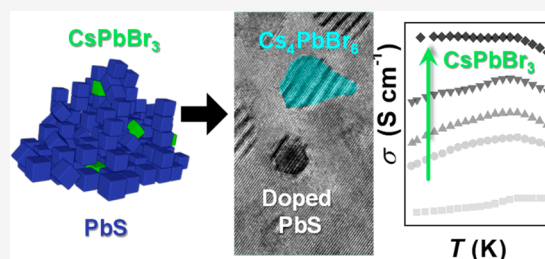 CsPbBr₃
PbS
Cs₄PbBr₆
Doped
PbS
σ (S cm⁻¹)
CsPbBr₃
T (K)